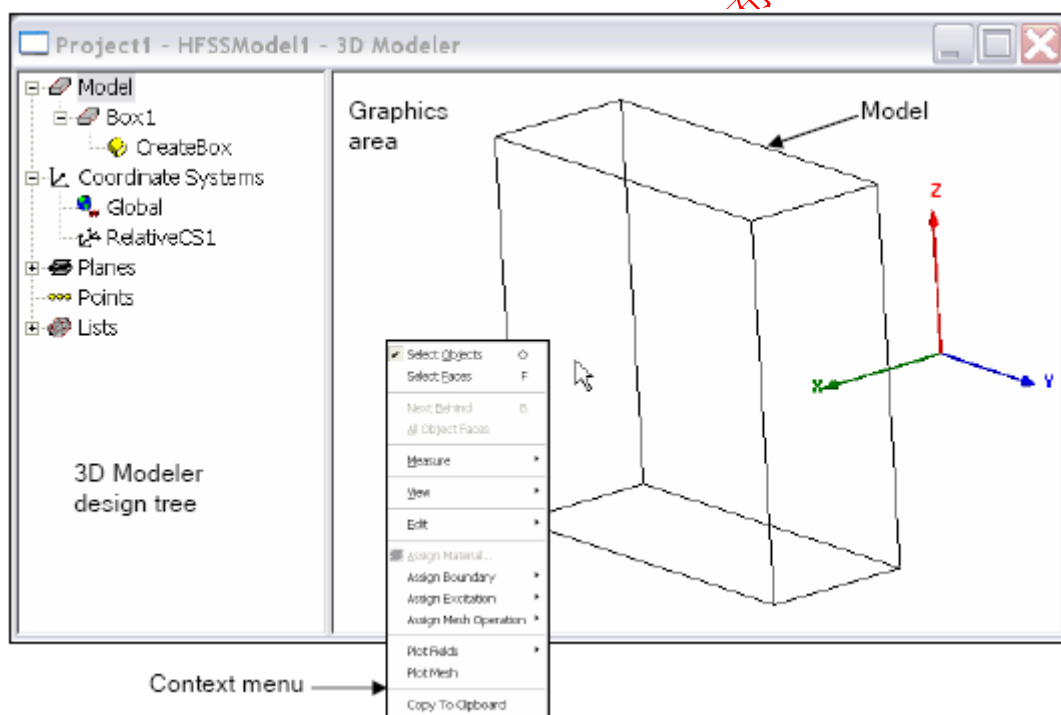 Project1 - HFSSModel1 - 3D Modeler
Model
Box1
CreateBox
Coordinate Systems
Global
RelativeCS1
Planes
Points
Lists
3D Modeler
design tree
Graphics
area
Model
Z
X
Y
Select Objects O
Select Faces F
Next Behind B
All Object Faces
Measure
View
Edit
Assign Material...
Assign Boundary
Assign Excitation
Assign Mesh Operation
Plot Fields
Plot Mesh
Copy To Clipboard
Context menu